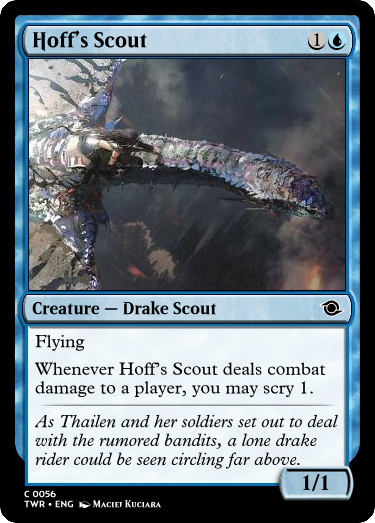 Hoff's Scout 1
Creature — Drake Scout
Flying
Whenever Hoff's Scout deals combat
damage to a player, you may scry 1.
As Thailen and her soldiers set out to deal
with the rumored bandits, a lone drake
rider could be seen circling far above.
1/1
C 0056
TWR • ENG Maciej Kuciara